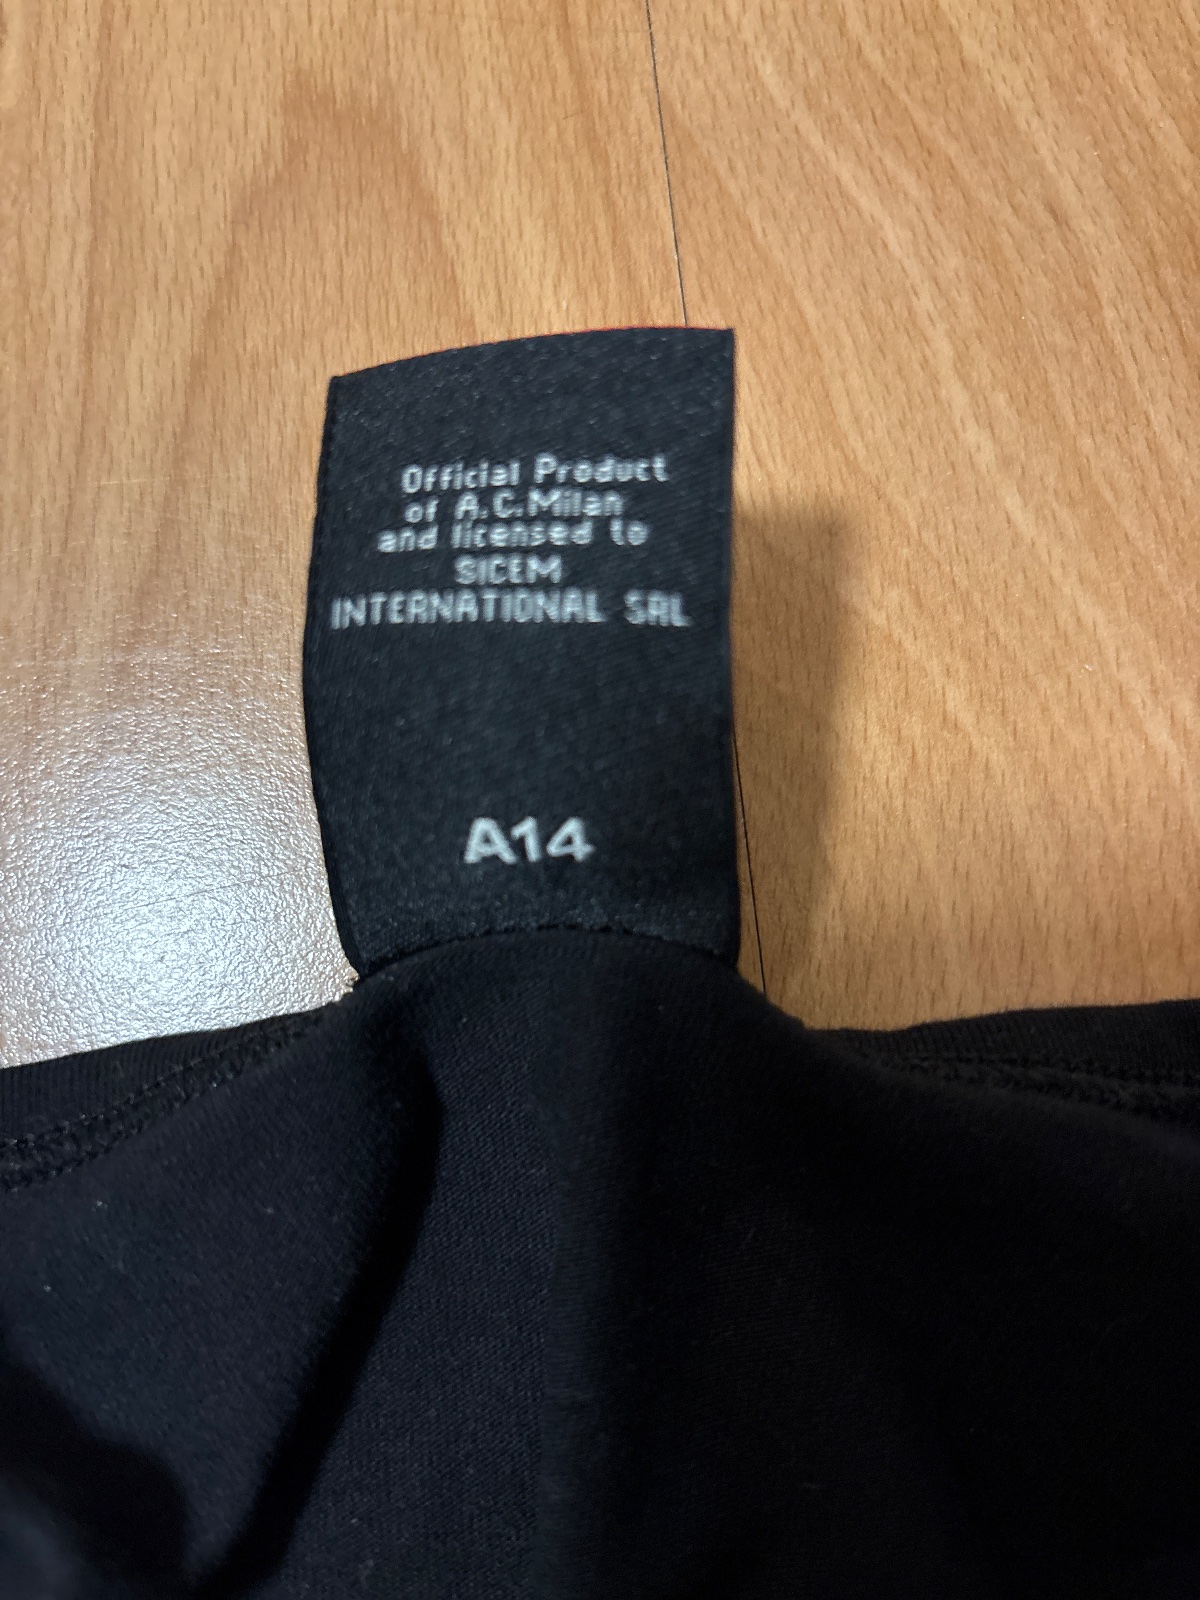 Official Product
of A.C.Milan
and licensed to
SICEM
INTERNATIONAL SRL
A14